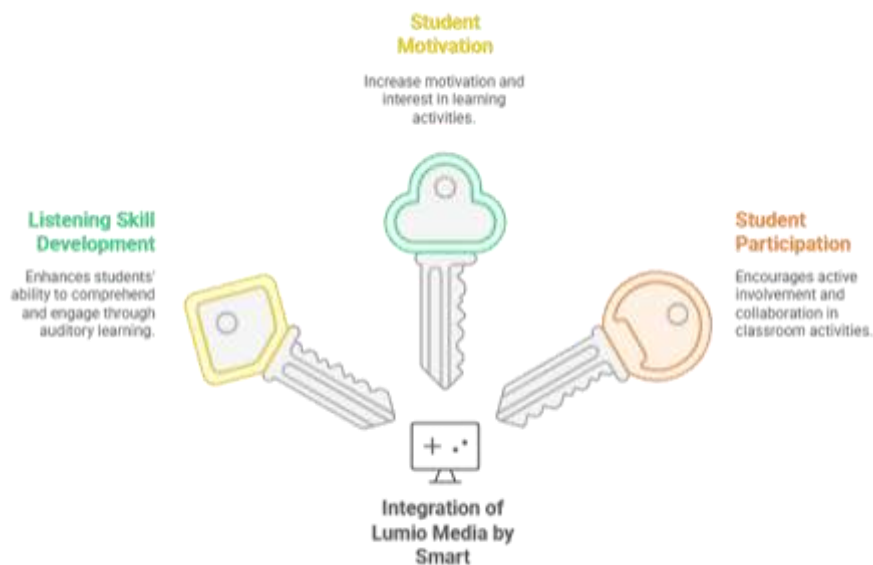 Student
Motivation
Increase motivation and
interest in learning
activities.
Listening Skill
Development
Enhances students'
ability to comprehend
and engage through
auditory learning.
Student
Participation
Encourages active
involvement and
collaboration in
classroom activities.
Integration of
Lumio Media by
Smart